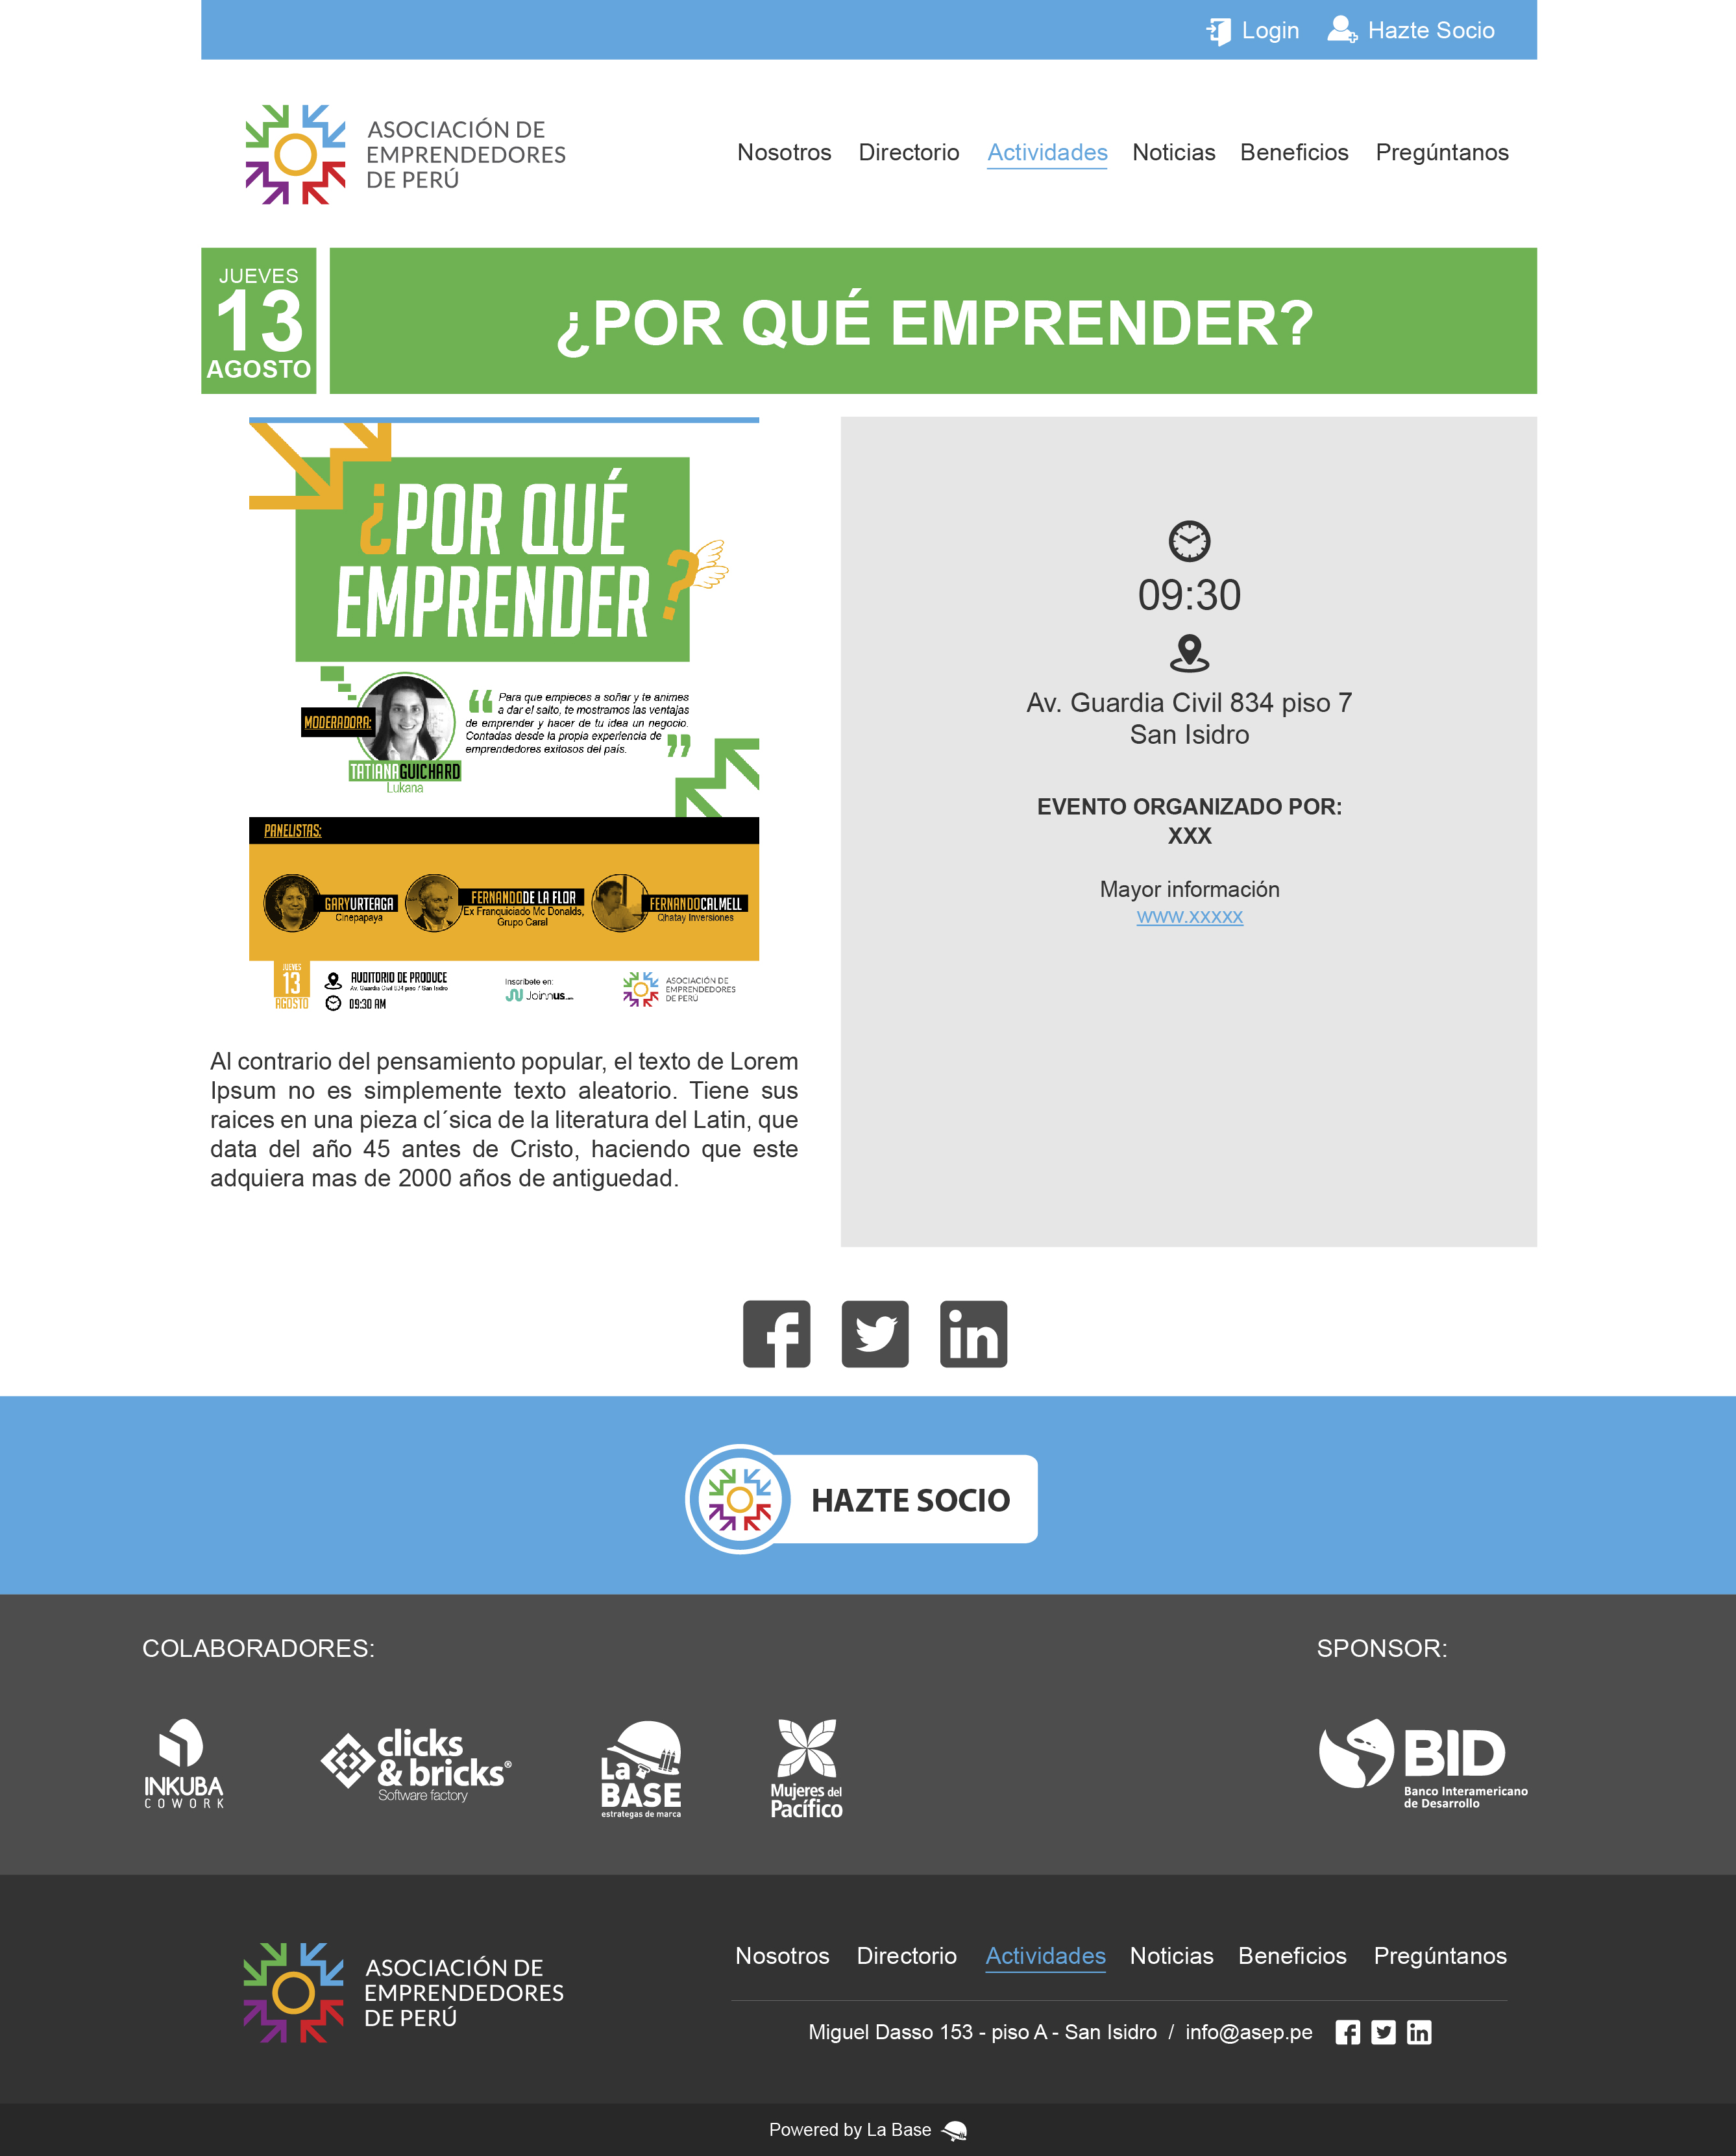 Login
Hazte Socio
ASOCIACIÓN DE
EMPRENDEDORES
DE PERÚ
Nosotros Directorio Actividades Noticias Beneficios Pregúntanos
JUEVES
13
AGOSTO
¿POR QUÉ EMPRENDER?
¿POR QUÉ
EMPRENDER?
MODERADORA:
TATIANAGUICHARD
Lukana
“ Para que empieces a soñar y te animes
a dar el salto, te mostramos las ventajas
de emprender y hacer de tu idea un negocio.
Contadas desde la propia experiencia de
emprendedores exitosos del país. ”
PANELISTAS:
GARYURTEAGA
Cinepapaya
FERNANDODE LA FLOR
Ex Franquiciado Mc Donalds,
Grupo Caral
FERNANDOCALMELL
Qhatay Inversiones
JUEVES
13
AGOSTO
AUDITORIO DE PRODUCE
Av. Guardia Civil 834 piso 7 San Isidro
09:30 AM
Inscríbete en:
Joinnus.com
ASOCIACIÓN DE
EMPRENDEDORES
DE PERÚ
Al contrario del pensamiento popular, el texto de Lorem
Ipsum no es simplemente texto aleatorio. Tiene sus
raices en una pieza cl´sica de la literatura del Latin, que
data del año 45 antes de Cristo, haciendo que este
adquiera mas de 2000 años de antiguedad.
09:30
Av. Guardia Civil 834 piso 7
San Isidro
EVENTO ORGANIZADO POR:
XXX
Mayor información
www.xxxxx
HAZTE SOCIO
COLABORADORES:
INKUBA
COWORK
clicks
& bricks®
Software factory
La
BASE
estrategas de marca
Mujeres del
Pacífico
SPONSOR:
BID
Banco Interamericano
de Desarrollo
ASOCIACIÓN DE
EMPRENDEDORES
DE PERÚ
Nosotros Directorio Actividades Noticias Beneficios Pregúntanos
Miguel Dasso 153 - piso A - San Isidro / info@asep.pe
Powered by La Base